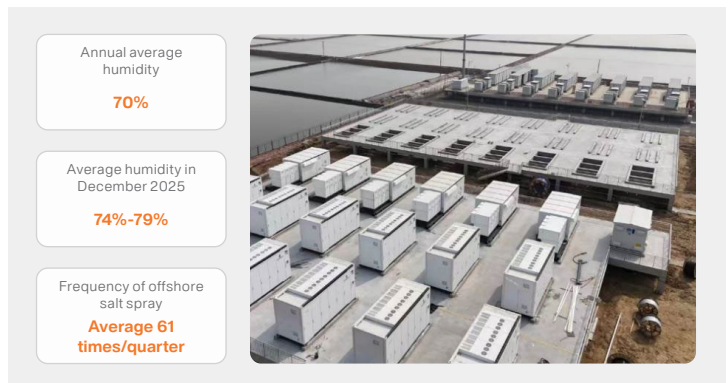 Annual average
humidity
70%
Average humidity in
December 2025
74%-79%
Frequency of offshore
salt spray
Average 61
times/quarter